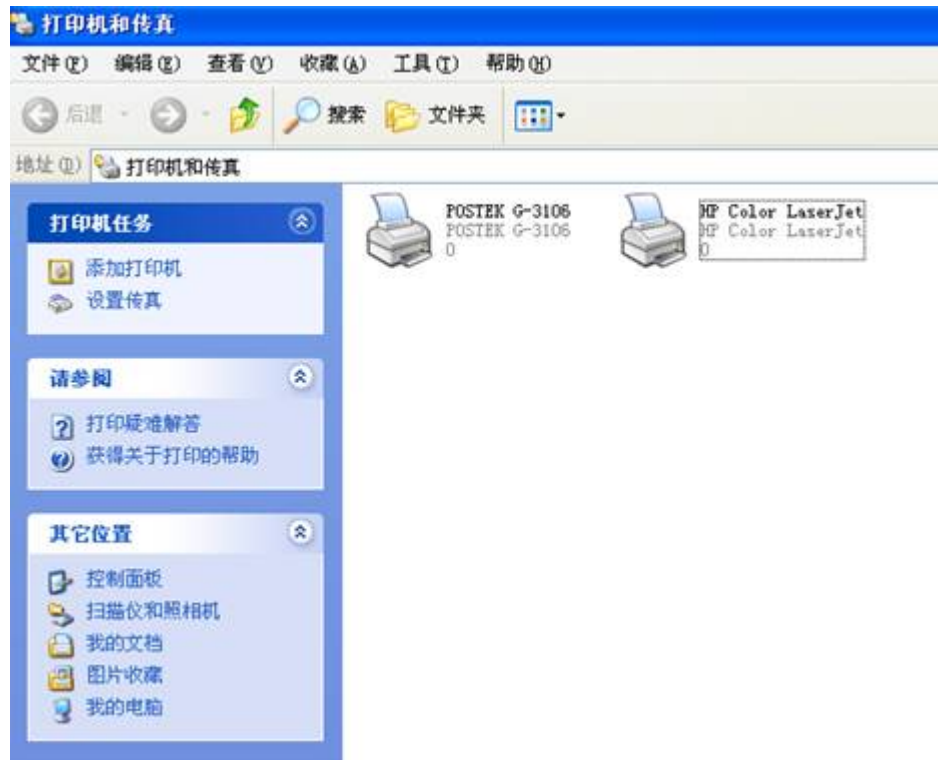 打印机和传真
文件(F) 编辑(E) 查看(V) 收藏(A) 工具(T) 帮助(H)
后退 搜索 文件夹
地址(D) 打印机和传真
打印机任务
添加打印机
设置传真
请参阅
打印疑难解答
获得关于打印的帮助
其它位置
控制面板
扫描仪和照相机
我的文档
图片收藏
我的电脑
POSTEK G-3106
POSTEK G-3106
0
HP Color LaserJet
HP Color LaserJet
0